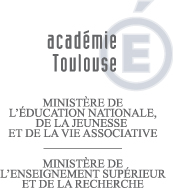 académie
Toulouse
É
MINISTÈRE DE
L'ÉDUCATION NATIONALE,
DE LA JEUNESSE
ET DE LA VIE ASSOCIATIVE
MINISTÈRE DE
L'ENSEIGNEMENT SUPÉRIEUR
ET DE LA RECHERCHE